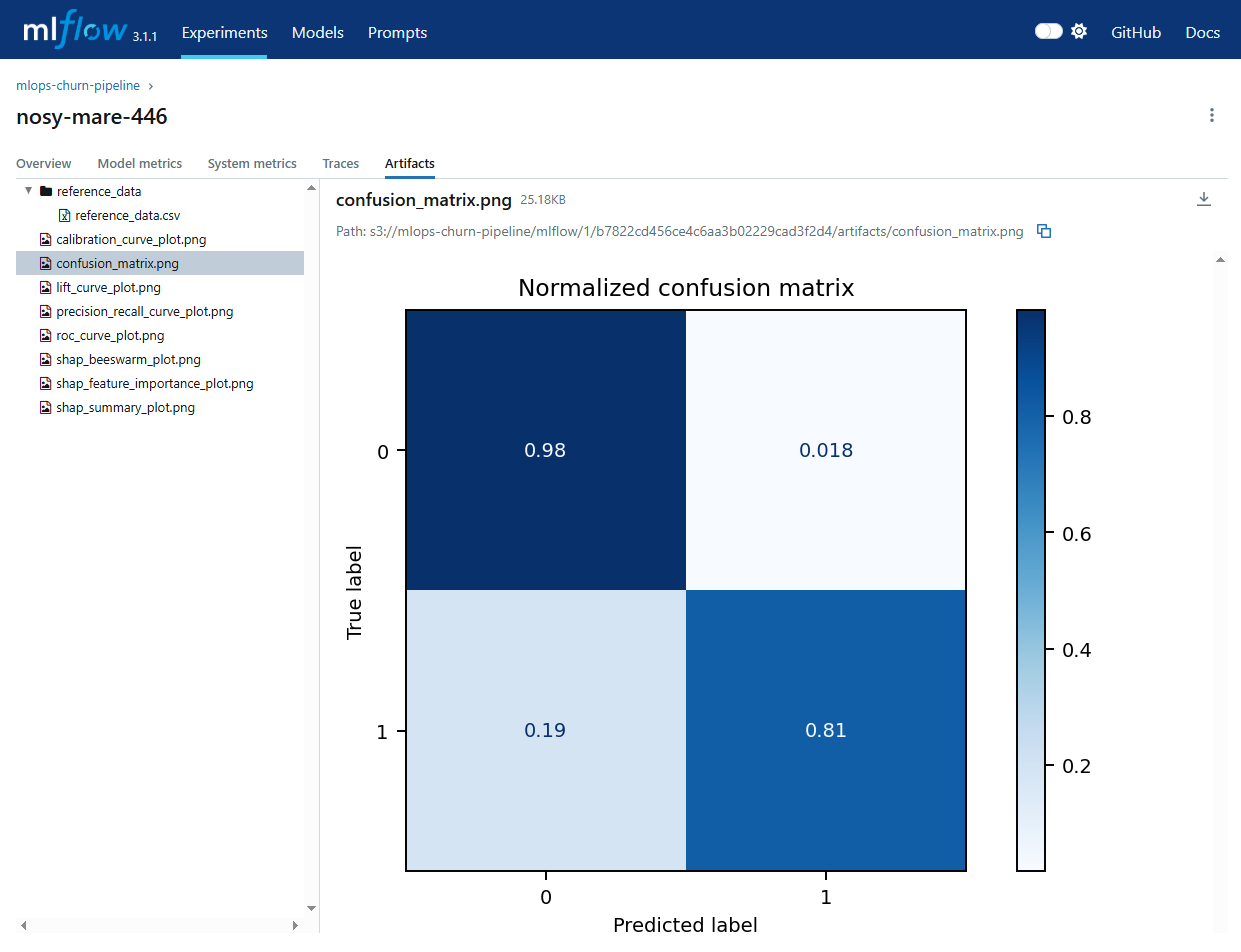 mlflow 3.1.1 Experiments Models Prompts GitHub Docs
mlops-churn-pipeline
nosy-mare-446
Overview Model metrics System metrics Traces Artifacts
reference_data
reference_data.csv
calibration_curve_plot.png
confusion_matrix.png
lift_curve_plot.png
precision_recall_curve_plot.png
roc_curve_plot.png
shap_beeswarm_plot.png
shap_feature_importance_plot.png
shap_summary_plot.png
confusion_matrix.png 25.18KB
Path: s3://mlops-churn-pipeline/mlflow/1/b7822cd456ce4c6aa3b02229cad3f2d4/artifacts/confusion_matrix.png
Normalized confusion matrix
True label
0
1
0.98 0.018
0.19 0.81
0 1
Predicted label
0.8
0.6
0.4
0.2